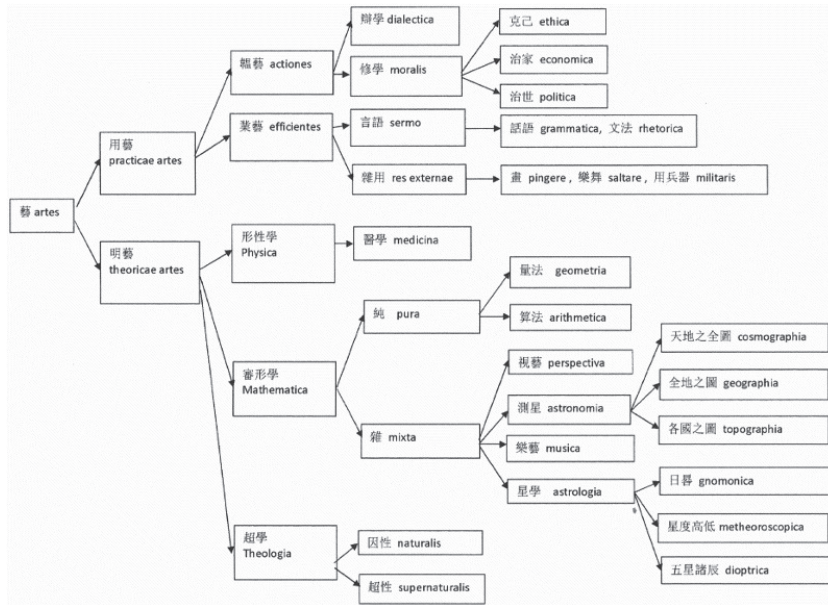 藝 artes
用藝
practicae artes
明藝
theoricae artes
韞藝 actiones
業藝 efficientes
形性學
Physica
審形學
Mathematica
超學
Theologia
辯學 dialectica
修學 moralis
言語 sermo
雜用 res externae
醫學 medicina
純 pura
雜 mixta
因性 naturalis
超性 supernaturalis
克己 ethica
治家 economica
治世 politica
話語 grammatica, 文法 rhetorica
畫 pingere , 樂舞 saltare, 用兵器 militaris
量法 geometria
算法 arithmetica
視藝 perspectiva
測星 astronomia
樂藝 musica
星學 astrologia
天地之全圖 cosmographia
全地之圖 geographia
各國之圖 topographia
日晷 gnomonica
星度高低 metheoroscopica
五星諸辰 dioptrica